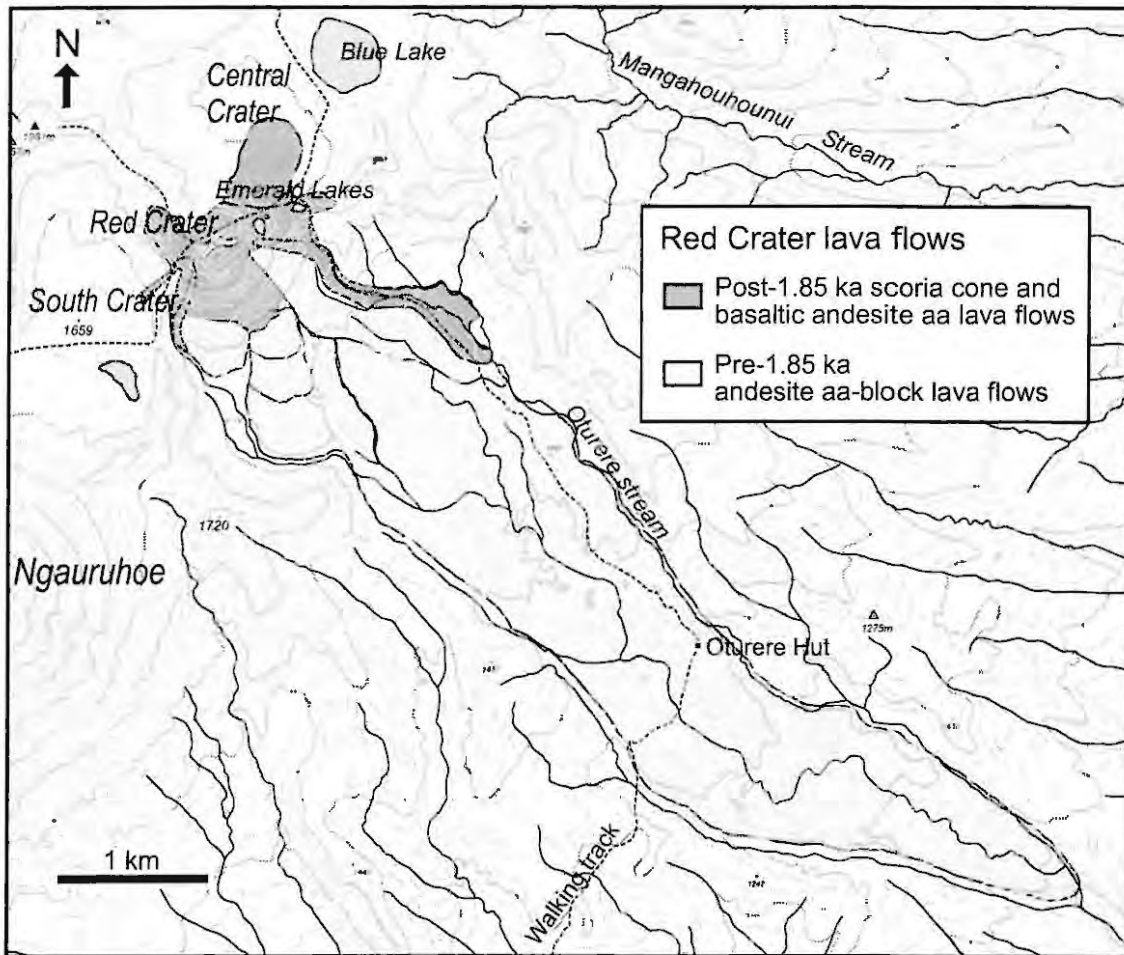 N
Blue Lake
Central
Crater
Mangahouhounui
Stream
Emerald Lakes
Red Crater
South Crater
1659
Red Crater lava flows
Post-1.85 ka scoria cone and
basaltic andesite aa lava flows
Pre-1.85 ka
andesite aa-block lava flows
Oturere stream
1720
Ngauruhoe
1275m
Oturere Hut
1 km
Walking track